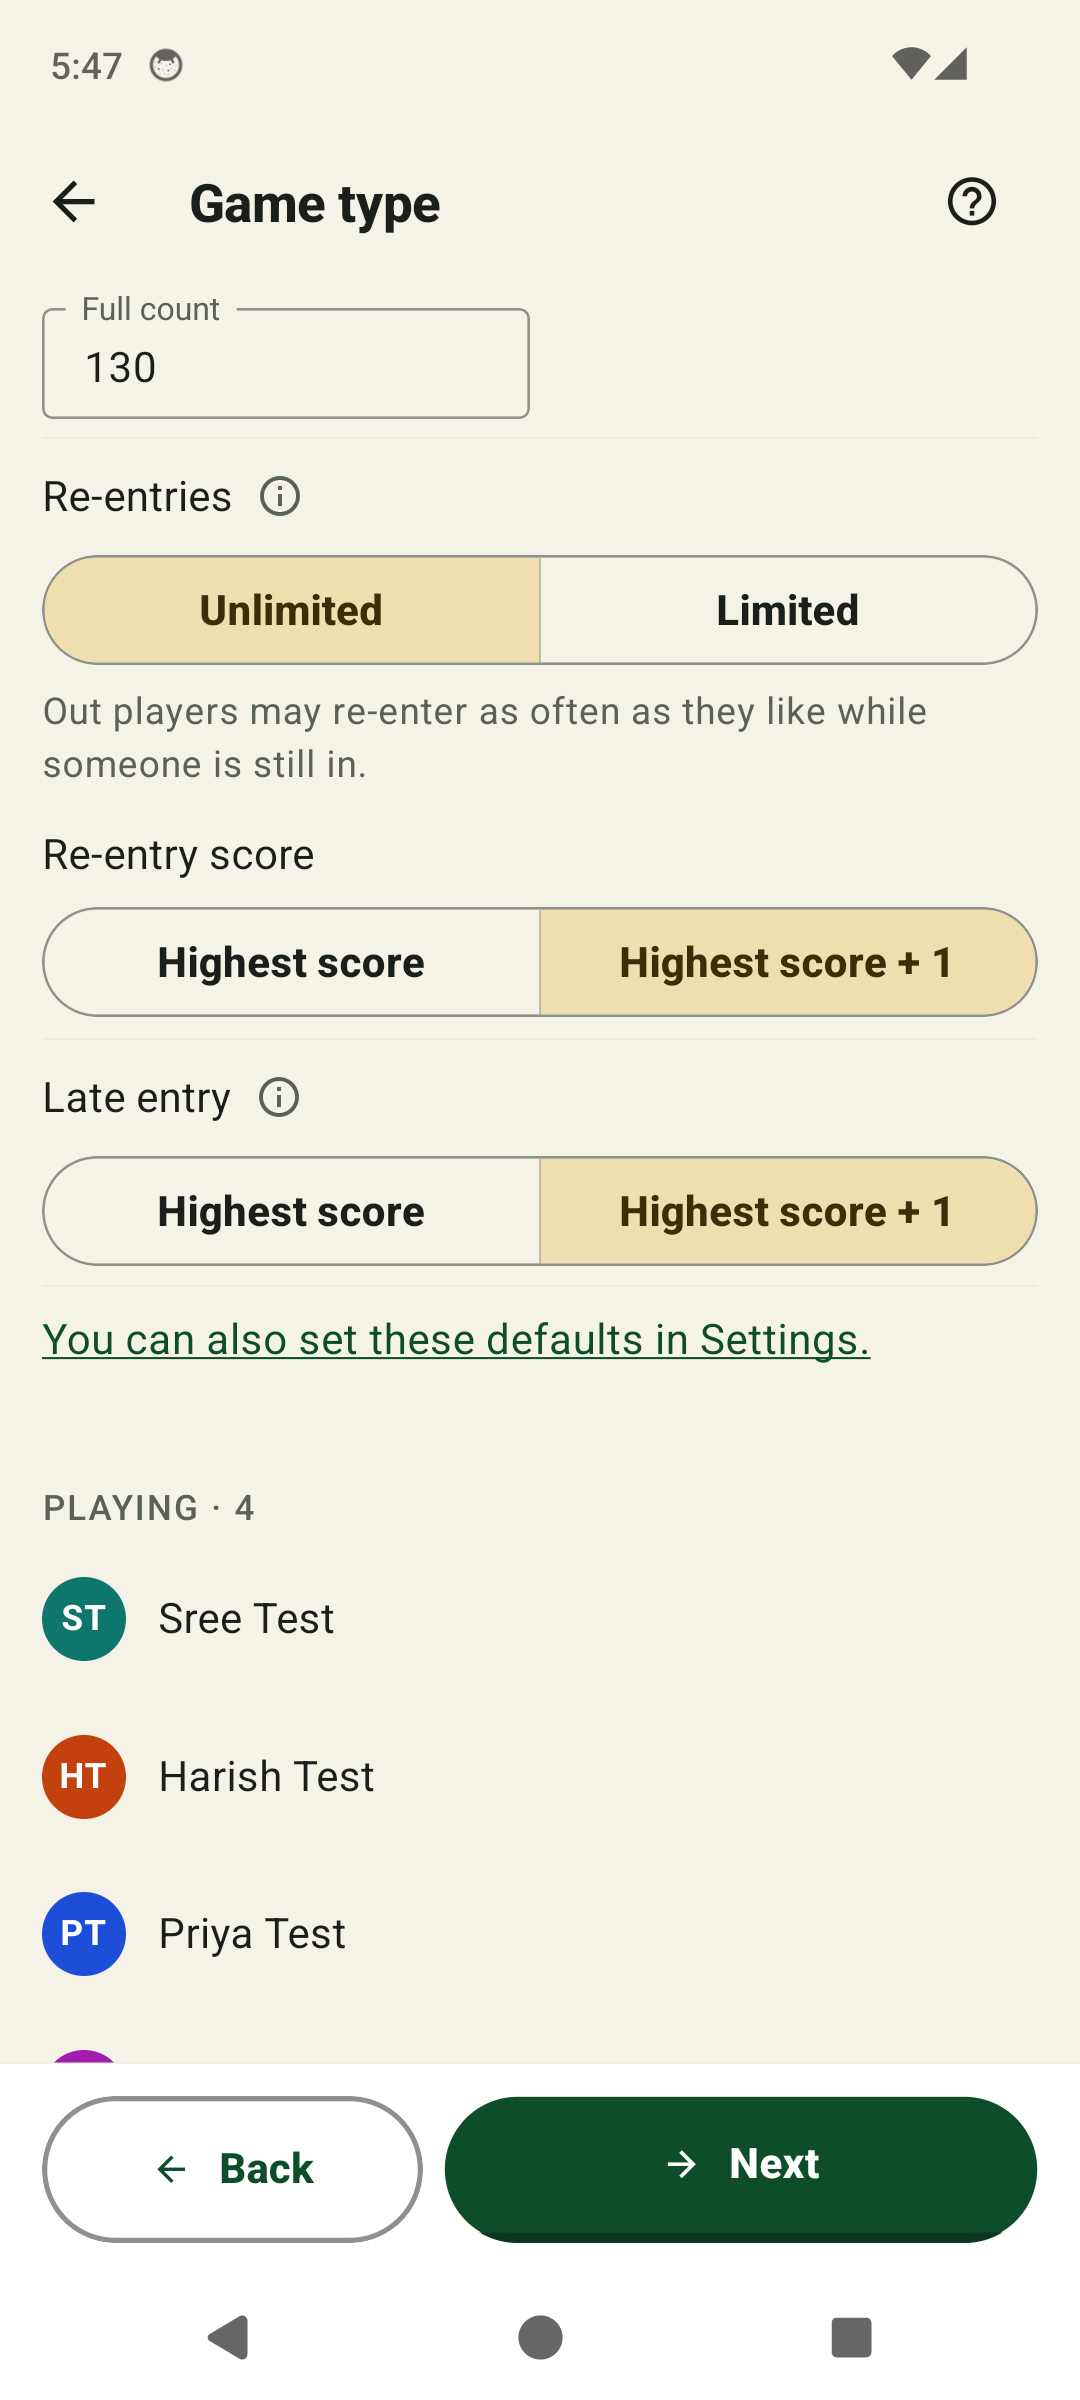 5:47
Game type
Full count
130
Re-entries
Unlimited
Limited
Out players may re-enter as often as they like while
someone is still in.
Re-entry score
Highest score
Highest score + 1
Late entry
Highest score
Highest score + 1
You can also set these defaults in Settings.
PLAYING · 4
ST Sree Test
HT Harish Test
PT Priya Test
Back
Next